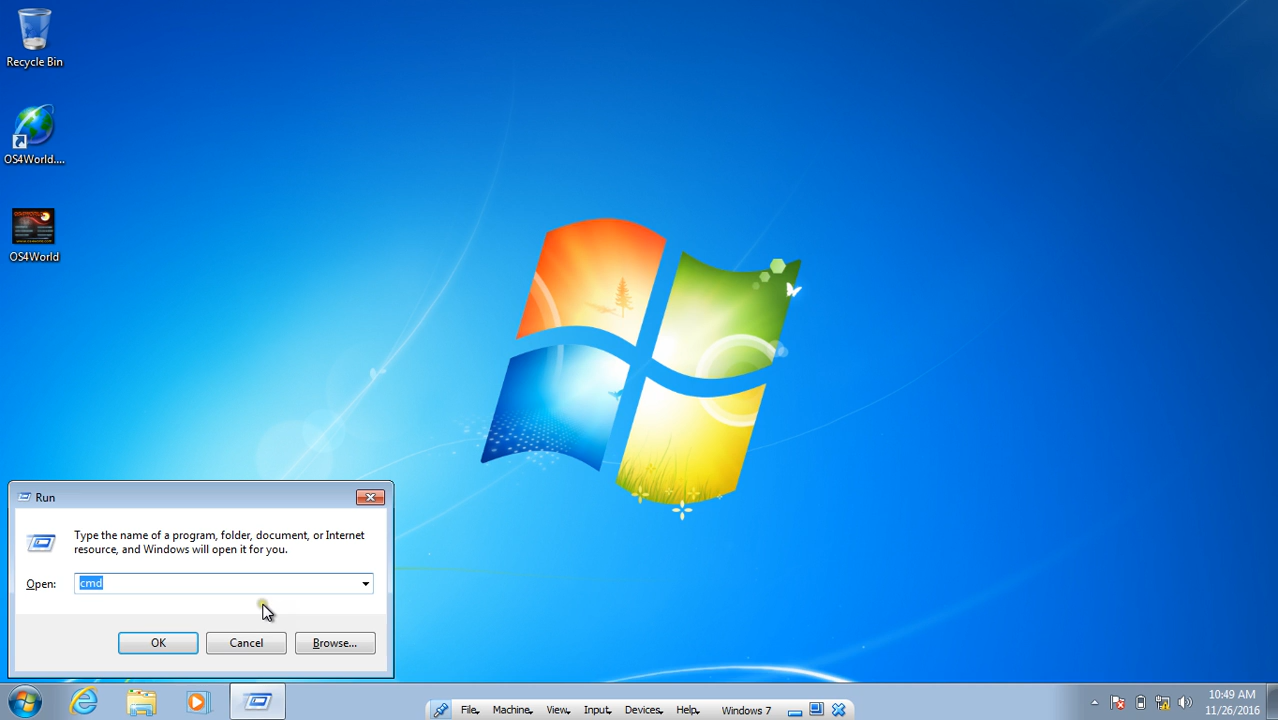 Recycle Bin
OS4World....
OS4World
Run
Type the name of a program, folder, document, or Internet
resource, and Windows will open it for you.
Open:
cmd
OK
Cancel
Browse...
File
Machine
View
Input
Devices
Help
Windows 7
10:49 AM
11/26/2016